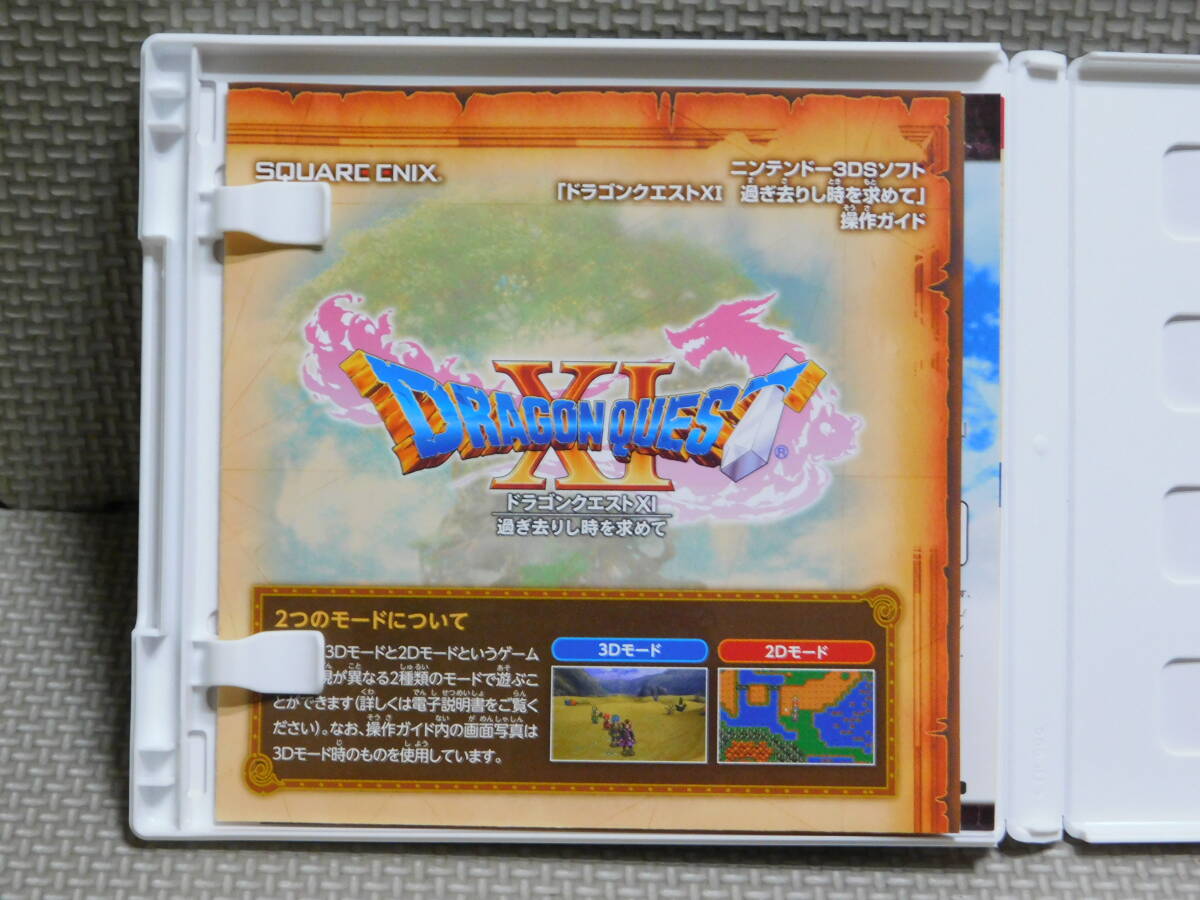 SQUARE ENIX.
ニンテンドー3DSソフト
「ドラゴンクエストXI 過ぎ去りし時を求めて」
操作ガイド
XI
DRAGON QUEST®
ドラゴンクエストXI
過ぎ去りし時を求めて
2つのモードについて
3Dモードと2Dモードというゲーム
が異なる2種類のモードで遊ぶこ
とができます(詳しくは電子説明書をご覧く
ださい)。なお、操作ガイド内の画面写真は
3Dモード時のものを使用しています。
3Dモード
2Dモード